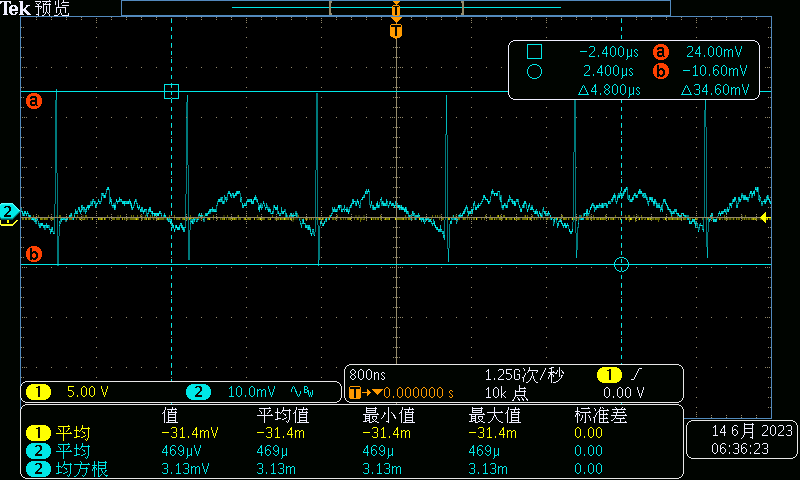 Tek 预览
T
T
-2.400µs a 24.00mV
2.400µs b -10.60mV
△4.800µs △34.60mV
a
2
b
1 5.00 V 2 10.0mV BW
800ns 1.25G次/秒 1
T→▼0.000000 s 10k 点 0.00 V
值 平均值 最小值 最大值 标准差
1 平均 -31.4mV -31.4m -31.4m -31.4m 0.00
2 平均 469µV 469µ 469µ 469µ 0.00
2 均方根 3.13mV 3.13m 3.13m 3.13m 0.00
14 6月 2023
06:36:23